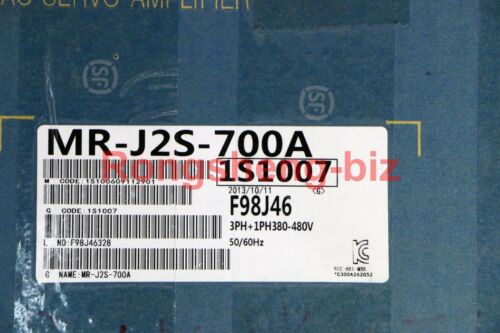 AC SERVO AMPLIFIER
MR-J2S-700A
Rongsheng-biz
1S1007
M CODE: 1S100609112901
2013/10/11 <G>
F98J46
G CODE: 1S1007
3PH+1PH380-480V
50/60Hz
L NO: F98J46328
G NAME: MR-J2S-700A